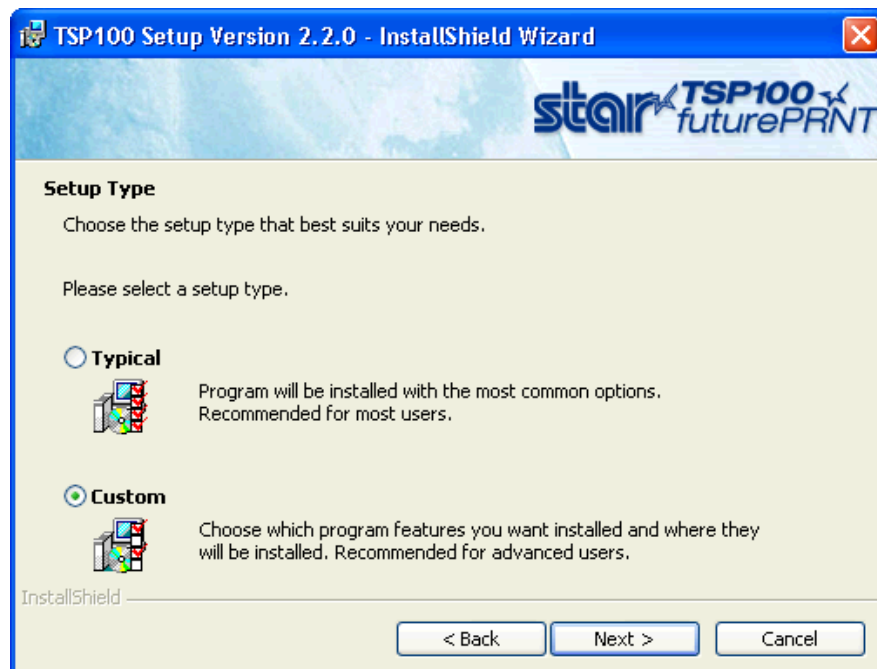 TSP100 Setup Version 2.2.0 - InstallShield Wizard
star TSP100
futurePRNT
Setup Type
Choose the setup type that best suits your needs.
Please select a setup type.
Typical
Program will be installed with the most common options.
Recommended for most users.
Custom
Choose which program features you want installed and where they
will be installed. Recommended for advanced users.
InstallShield
< Back Next > Cancel